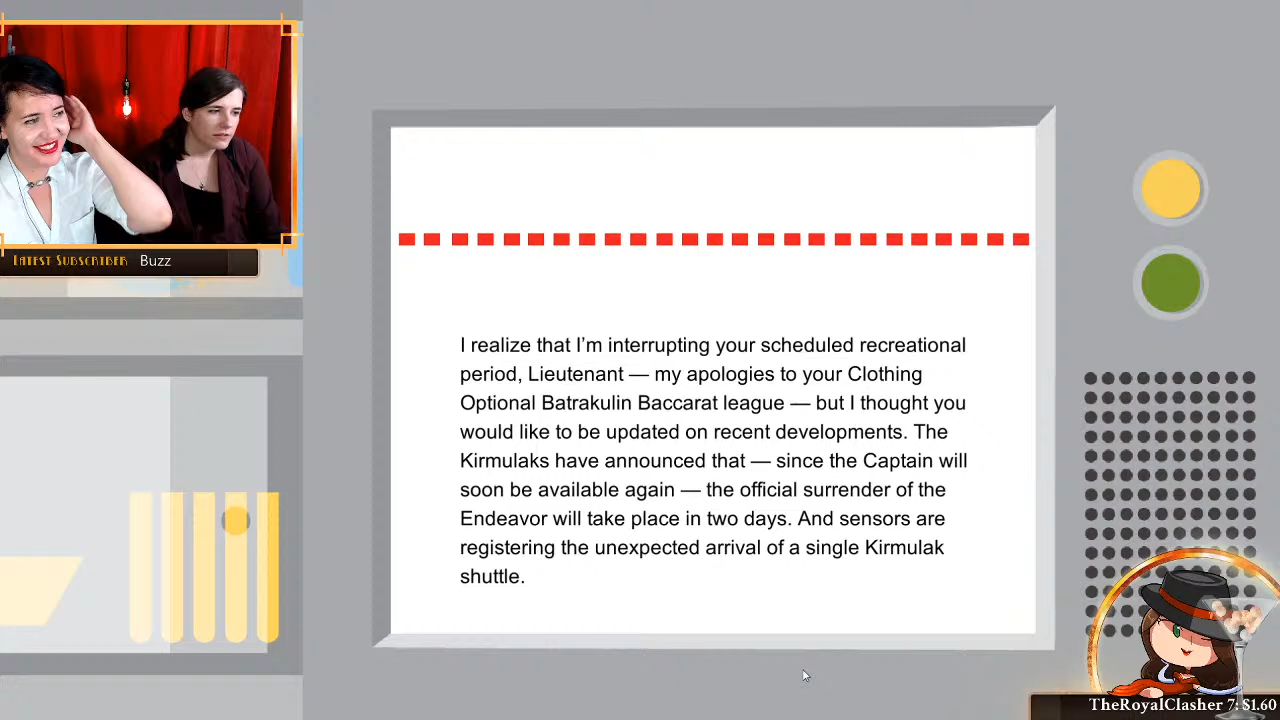 Latest Subscriber Buzz
I realize that I’m interrupting your scheduled recreational
period, Lieutenant — my apologies to your Clothing
Optional Batrakulin Baccarat league — but I thought you
would like to be updated on recent developments. The
Kirmulaks have announced that — since the Captain will
soon be available again — the official surrender of the
Endeavor will take place in two days. And sensors are
registering the unexpected arrival of a single Kirmulak
shuttle.
TheRoyalClasher 7: $1.60